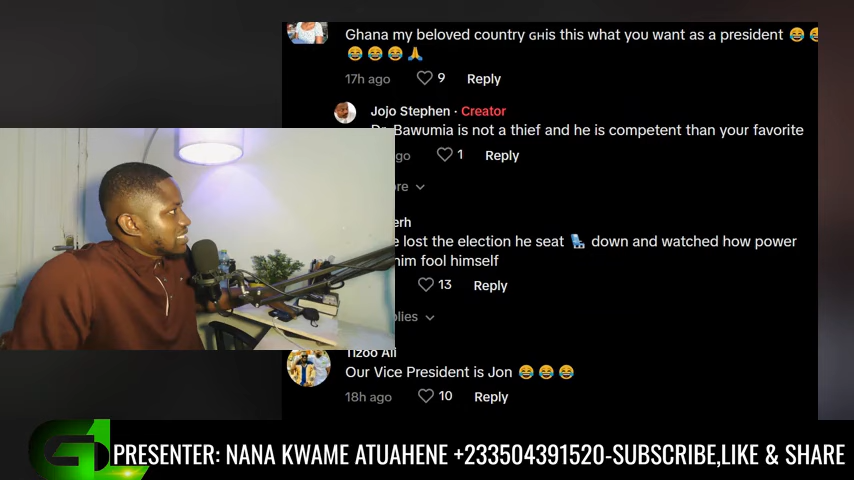 Ghana my beloved country GHis this what you want as a president 😂 😂
😂 😂 😂 🙏
17h ago 9 Reply
Jojo Stephen · Creator
Dr. Bawumia is not a thief and he is competent than your favorite
go 1 Reply
ore
erh
e lost the election he seat 💺 down and watched how power
him fool himself
13 Reply
plies
Tizoo Ali
Our Vice President is Jon 😂 😂 😂
18h ago 10 Reply
PRESENTER: NANA KWAME ATUAHENE +233504391520-SUBSCRIBE,LIKE & SHARE